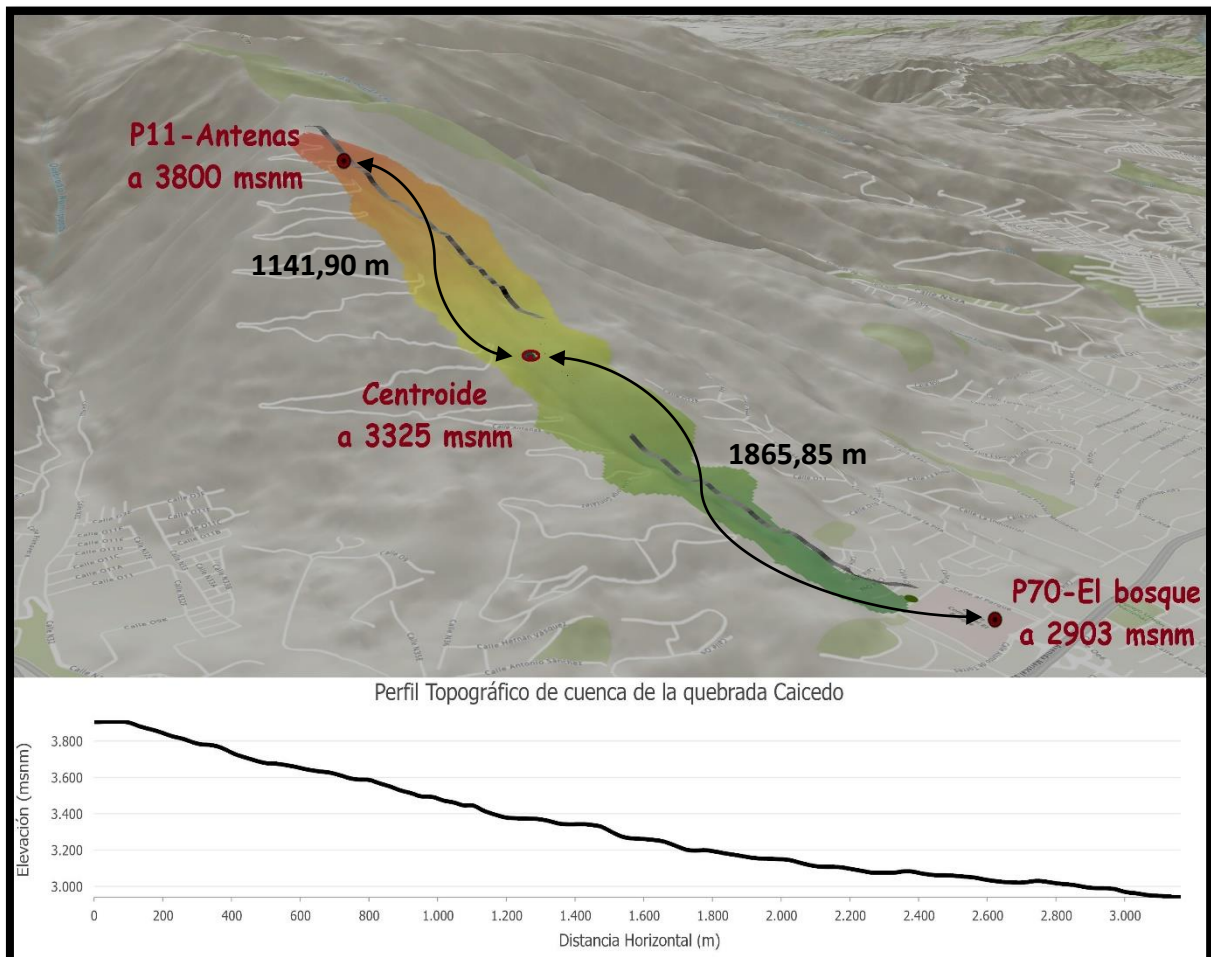 P11-Antenas
a 3800 msnm
1141,90 m
Centroide
a 3325 msnm
1865,85 m
P70-El bosque
a 2903 msnm
Calle Hernán Vásquez
Calle Antonio Sánchez
Perfil Topográfico de cuenca de la quebrada Caicedo
Elevación (msnm)
3.800
3.600
3.400
3.200
3.000
0 200 400 600 800 1.000 1.200 1.400 1.600 1.800 2.000 2.200 2.400 2.600 2.800 3.000
Distancia Horizontal (m)